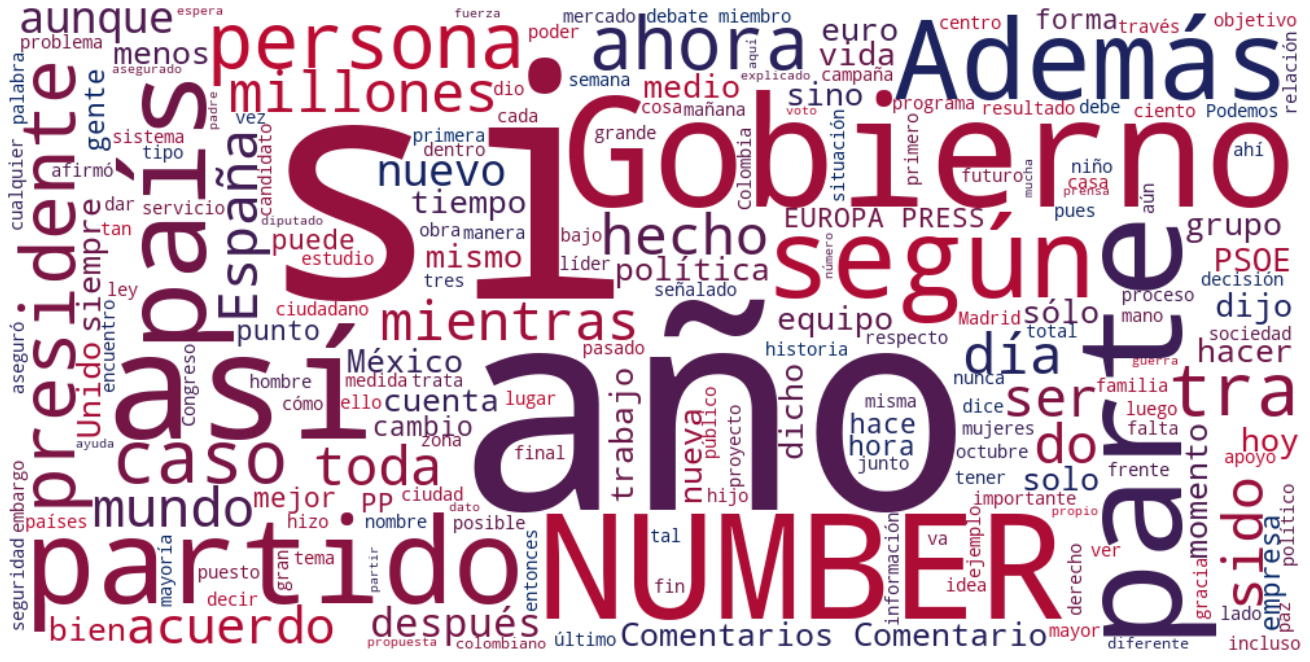 aunque
espera
fuerza
persona
poder
mercado
debate
miembro
euro
forma
centro
través
objetivo
problema
menos
asegurado
gente
millones
dio
ahora
semana
aquí
explicado
vida
campaña
Además
relación
cualquier
palabra
presidente
país
padre
medio
cosa
mañana
sino
programa
resultado
debe
ciento
Podemos
sistema
tipo
vez
cada
primera
dentro
si
Gobierno
grande
voto
Colombia
situación
primero
futuro
mucha
niño
casa
prensa
ahí
afirmó
dar
servicio
tan
España
candidato
diputado
nuevo
tiempo
obra
manera
bajo
hecho
EUROPA PRESS
pues
aún
grupo
siempre
Unido
ley
puede
estudio
mismo
tres
líder
política
señalado
número
según
PSOE
decisión
ciudadano
punto
mientras
equipo
respecto
Madrid
sólo
total
proceso
mano
dijo
sociedad
aseguró
encuentro
así
Congreso
hombre
cómo
México
medida
trata
ello
cuenta
cambio
pasado
lugar
historia
año
día
nunca
parte
guerra
hacer
familia
tra
ayuda
caso
toda
zona
final
trabajo
nueva
público
proyecto
dicho
misma
hace
hora
junto
dice
mujeres
octubre
ser
do
solo
luego
falta
frente
apoyo
hoy
seguridad
embargo
mundo
países
mejor
hizo
PP
ciudad
dato
nombre
posible
hijo
tener
importante
propio
momento
sido
empresa
político
partido
mayoría
puesto
decir
gran
tema
partir
entonces
NUMBER
tal
fin
información
va
idea
ejemplo
ver
derecho
gracia
lado
paz
bien
acuerdo
después
propuesta
colombiano
último
Comentarios
Comentario
mayor
diferente
incluso